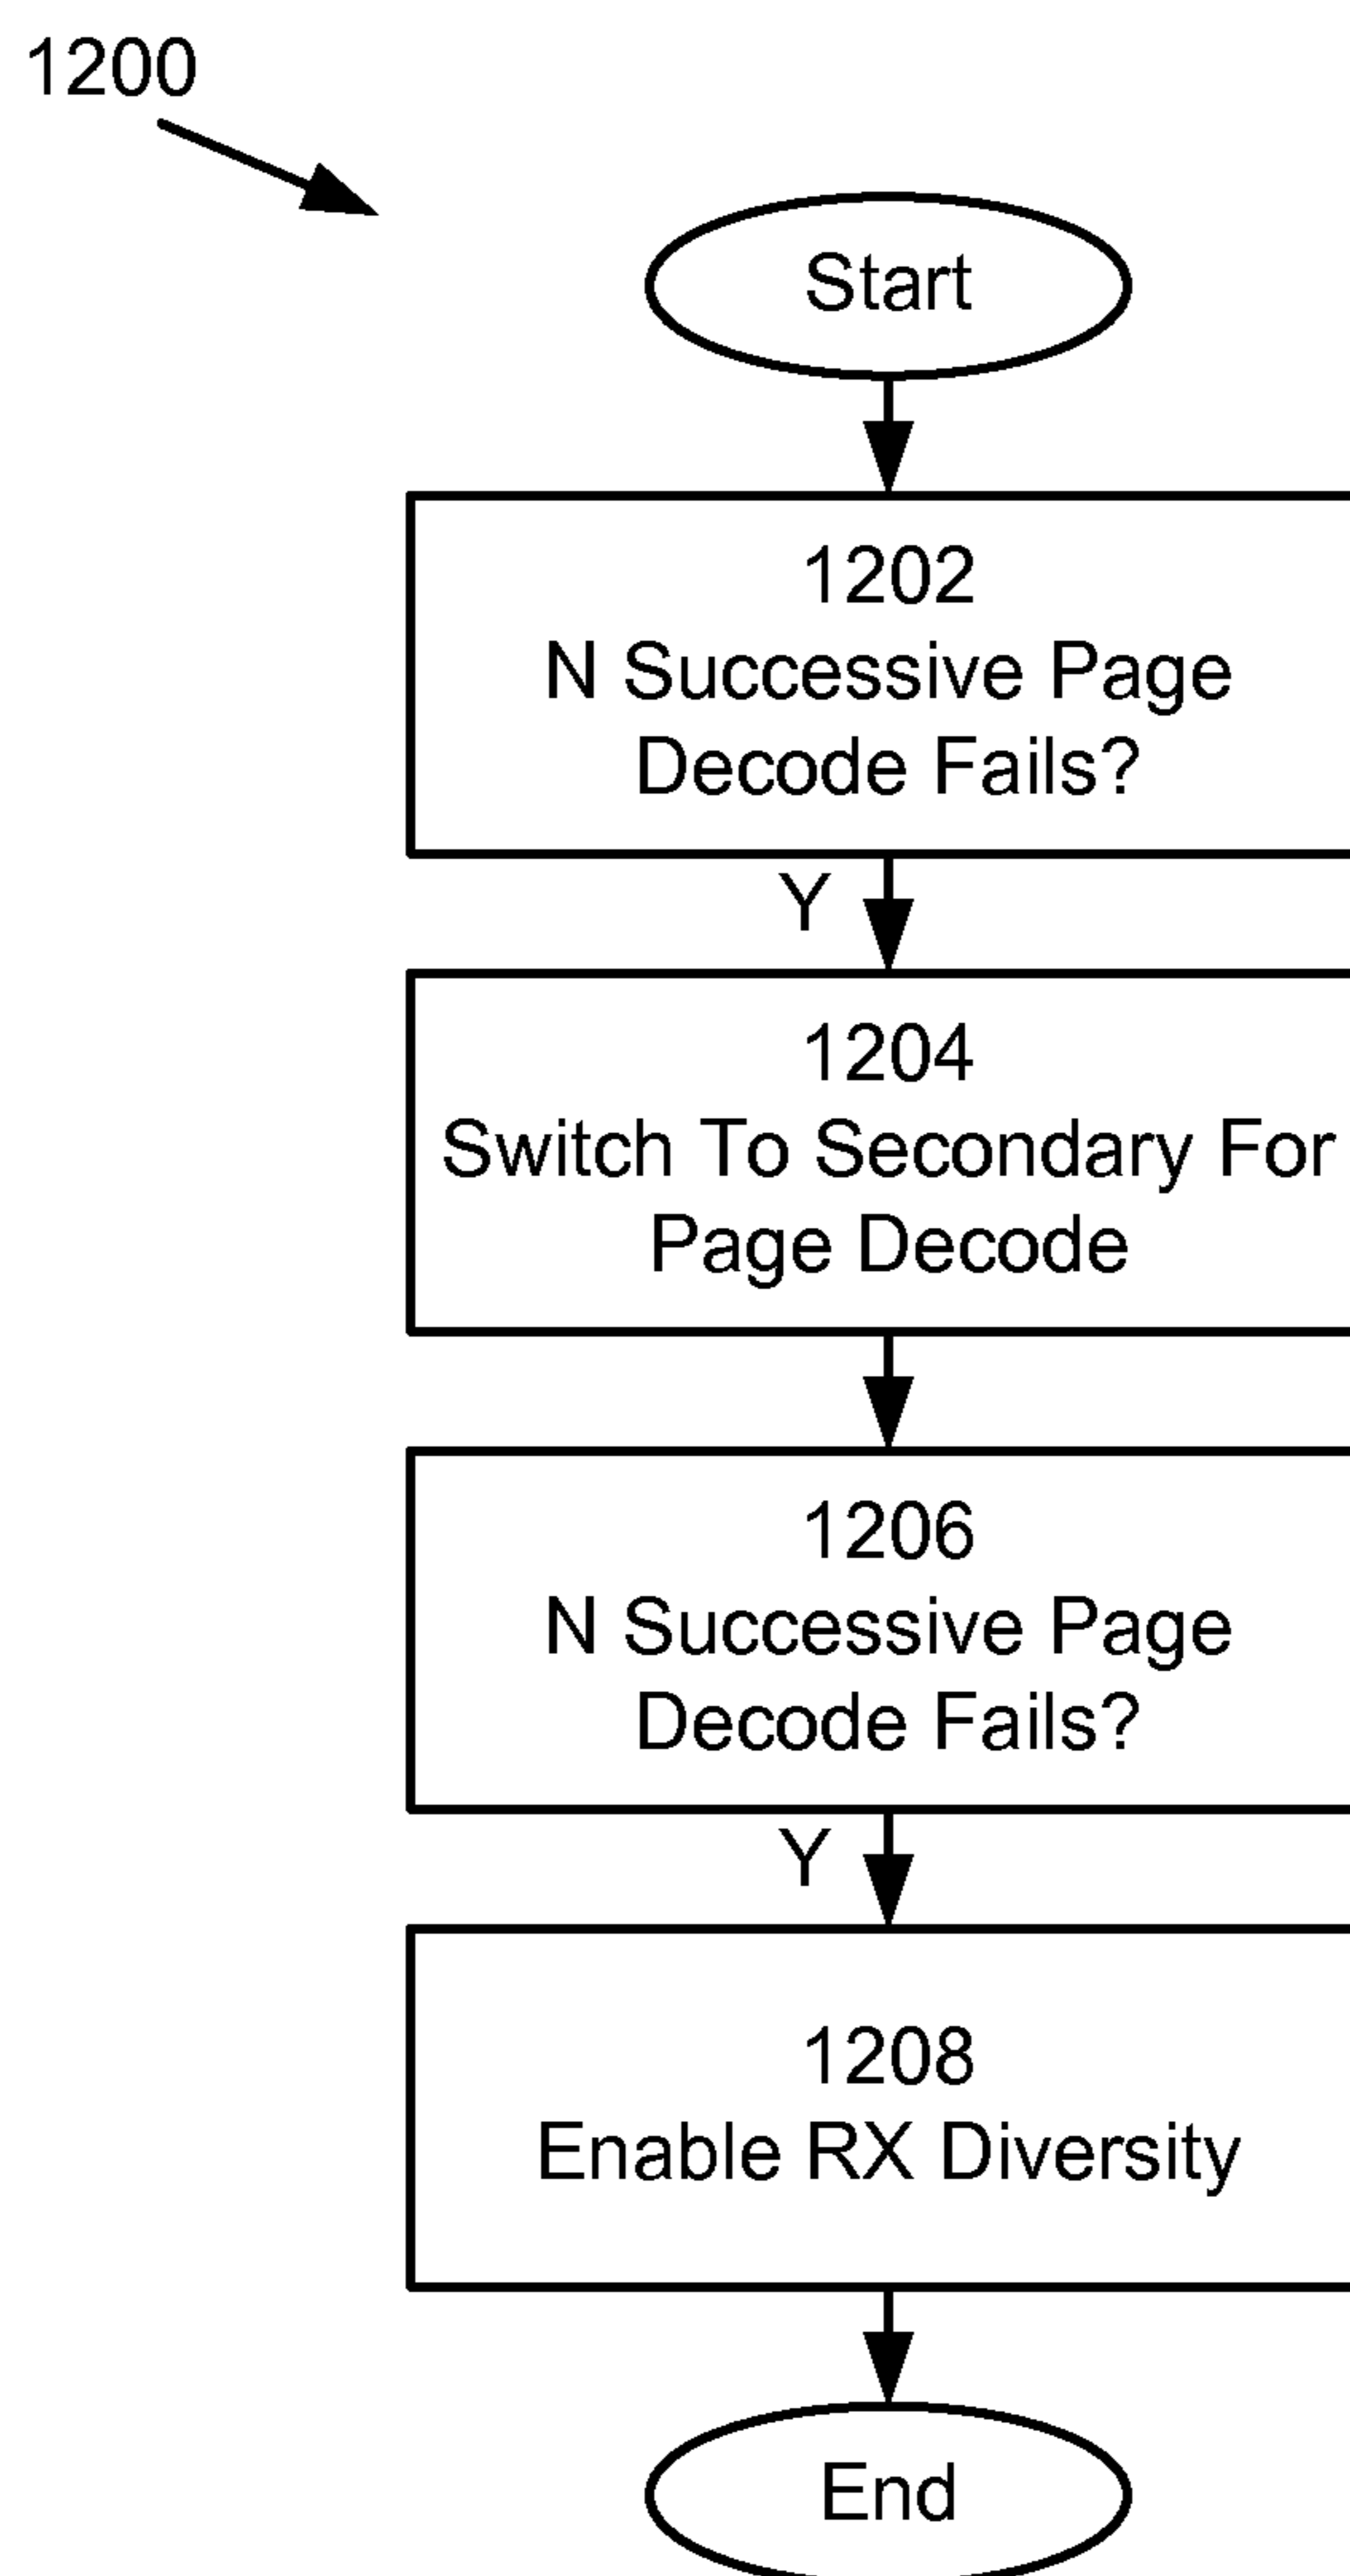 1200
Start
1202
N Successive Page
Decode Fails?
Y
1204
Switch To Secondary For
Page Decode
1206
N Successive Page
Decode Fails?
Y
1208
Enable RX Diversity
End